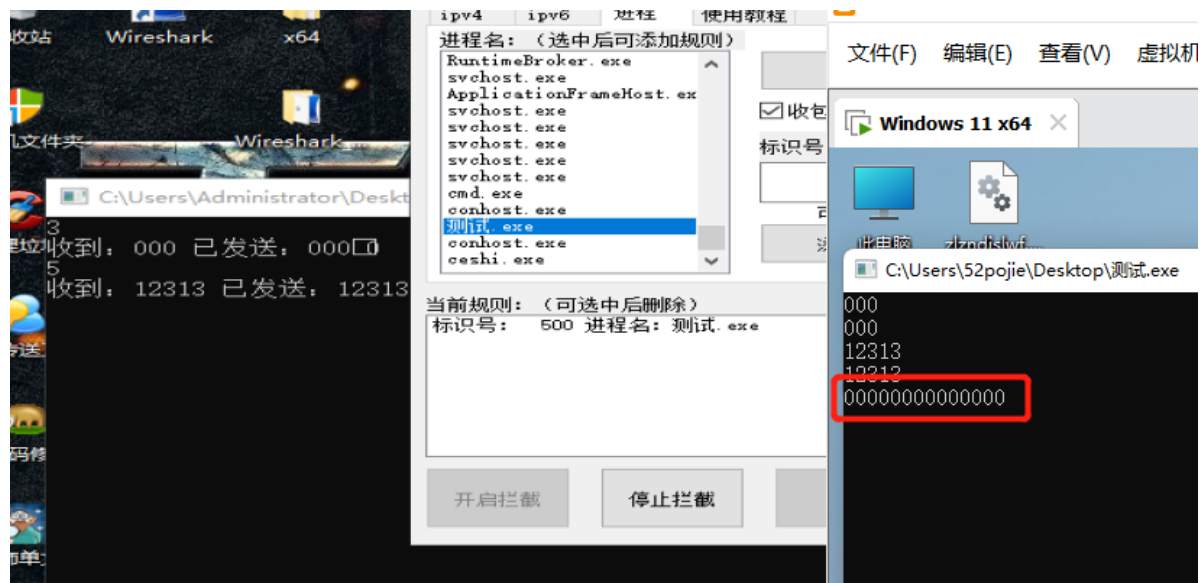 收站
Wireshark
x64
机文件夹
Wireshark_...
C:\Users\Administrator\Deskt
3
收到：000 已发送：000
5
收到：12313 已发送：12313
ipv4 ipv6 进程 使用教程
进程名：（选中后可添加规则）
RuntimeBroker.exe
svchost.exe
ApplicationFrameHost.ex
svchost.exe
svchost.exe
svchost.exe
svchost.exe
svchost.exe
cmd.exe
conhost.exe
测试.exe
conhost.exe
ceshi.exe
收包
标识号
当前规则：（可选中后删除）
标识号： 500 进程名：测试.exe
开启拦截
停止拦截
文件(F) 编辑(E) 查看(V) 虚拟机
Windows 11 x64
此电脑
C:\Users\52pojie\Desktop\测试.exe
000
000
12313
12313
00000000000000